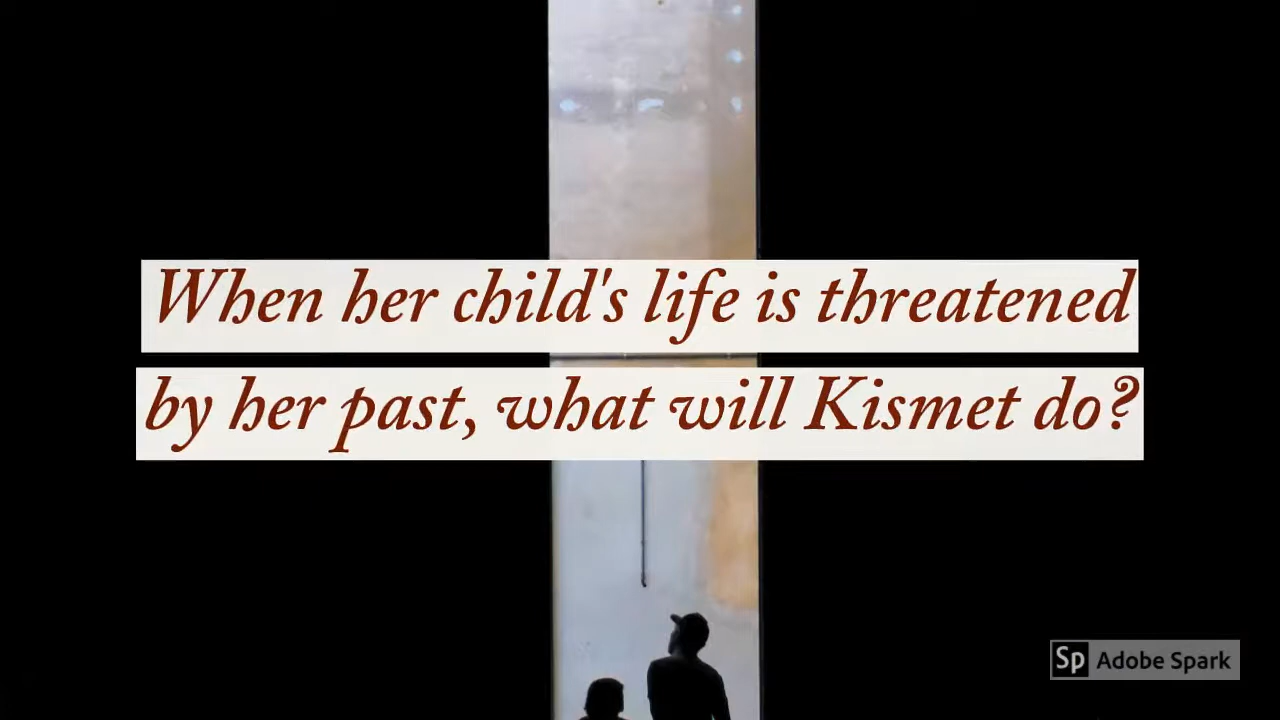 When her child's life is threatened
by her past, what will Kismet do?
Sp Adobe Spark